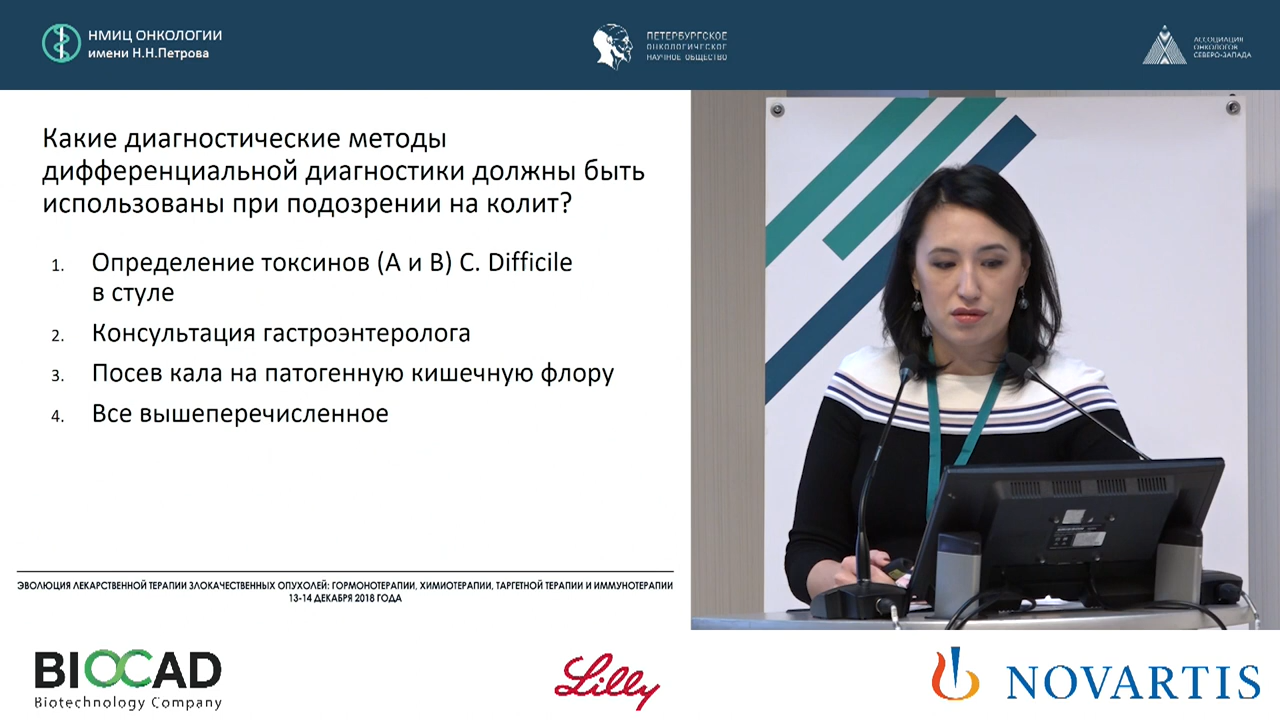 НМИЦ ОНКОЛОГИИ
имени Н.Н.Петрова
ПЕТЕРБУРГСКОЕ
ОНКОЛОГИЧЕСКОЕ
НАУЧНОЕ ОБЩЕСТВО
АССОЦИАЦИЯ
ОНКОЛОГОВ
СЕВЕРО-ЗАПАДА
Какие диагностические методы
дифференциальной диагностики должны быть
использованы при подозрении на колит?
1. Определение токсинов (А и В) C. Difficile
в стуле
2. Консультация гастроэнтеролога
3. Посев кала на патогенную кишечную флору
4. Все вышеперечисленное
ЭВОЛЮЦИЯ ЛЕКАРСТВЕННОЙ ТЕРАПИИ ЗЛОКАЧЕСТВЕННЫХ ОПУХОЛЕЙ: ГОРМОНОТЕРАПИИ, ХИМИОТЕРАПИИ, ТАРГЕТНОЙ ТЕРАПИИ И ИММУНОТЕРАПИИ
13-14 ДЕКАБРЯ 2018 ГОДА
BIOCAD
Biotechnology Company
Lilly
NOVARTIS